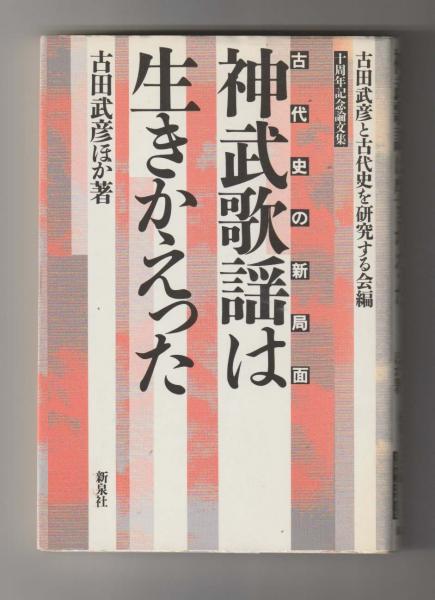 古田武彦と古代史を研究する会編
十周年記念論文集
古代史の新局面
神武歌謡は
生きかえった
古田武彦ほか著
新泉社